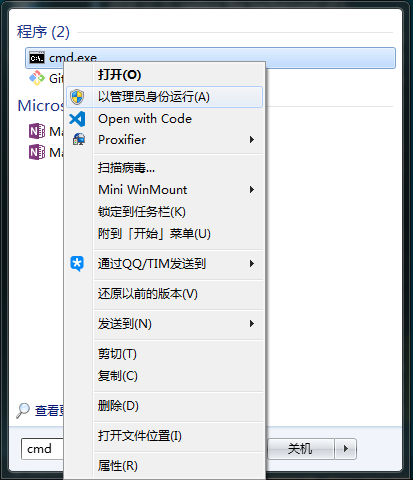 程序 (2)
cmd.exe
Git
Micros
Ma
Ma
打开(O)
以管理员身份运行(A)
Open with Code
Proxifier
扫描病毒...
Mini WinMount
锁定到任务栏(K)
附到「开始」菜单(U)
通过QQ/TIM发送到
还原以前的版本(V)
发送到(N)
剪切(T)
复制(C)
删除(D)
打开文件位置(I)
属性(R)
查看更
cmd
关机